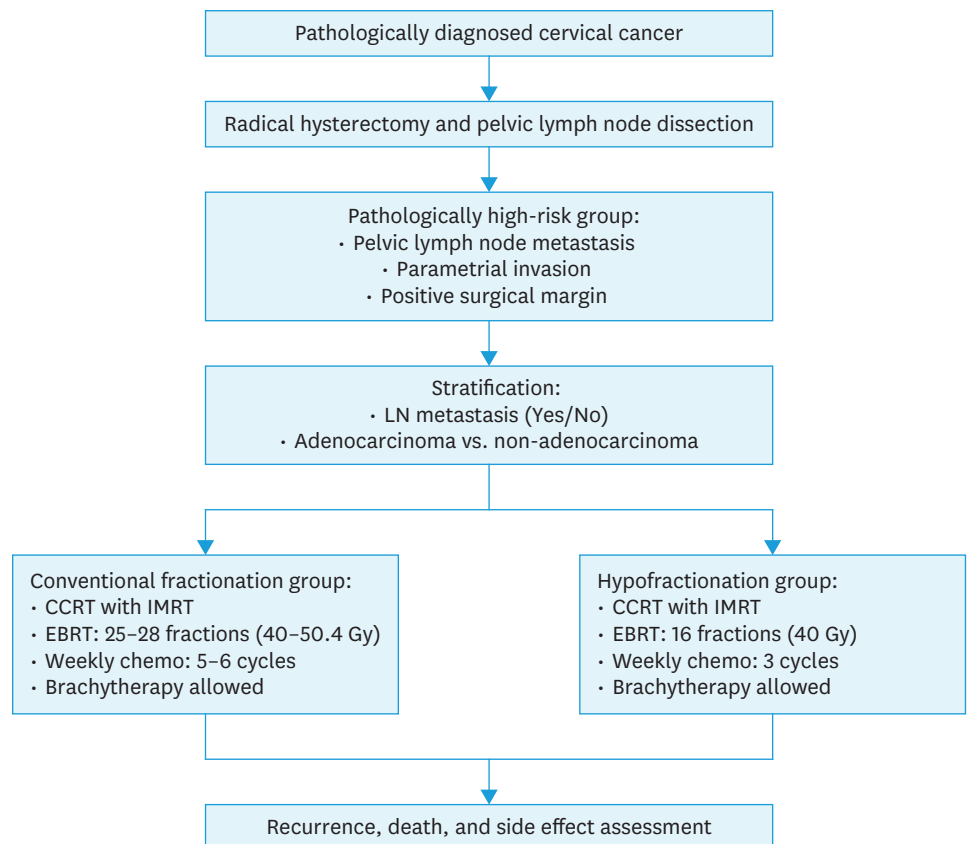 Pathologically diagnosed cervical cancer
Radical hysterectomy and pelvic lymph node dissection
Pathologically high-risk group:
· Pelvic lymph node metastasis
· Parametrial invasion
· Positive surgical margin
Stratification:
· LN metastasis (Yes/No)
· Adenocarcinoma vs. non-adenocarcinoma
Conventional fractionation group:
· CCRT with IMRT
· EBRT: 25–28 fractions (40–50.4 Gy)
· Weekly chemo: 5–6 cycles
· Brachytherapy allowed
Hypofractionation group:
· CCRT with IMRT
· EBRT: 16 fractions (40 Gy)
· Weekly chemo: 3 cycles
· Brachytherapy allowed
Recurrence, death, and side effect assessment